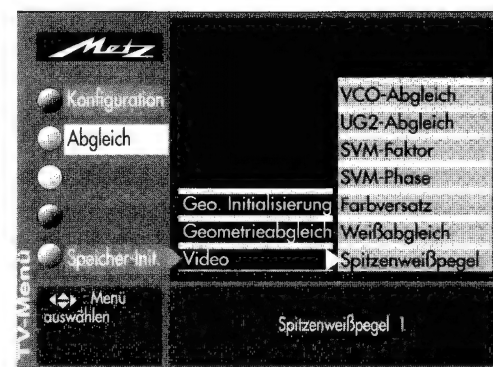 Metz
Konfiguration
Abgleich
Speicher-Init.
TV-Menü
Menü
auswählen
Geo. Initialisierung
Geometrieabgleich
Video
VCO-Abgleich
UG2-Abgleich
SVM-Faktor
SVM-Phase
Farbversatz
Weißabgleich
Spitzenweißpegel
Spitzenweißpegel 1